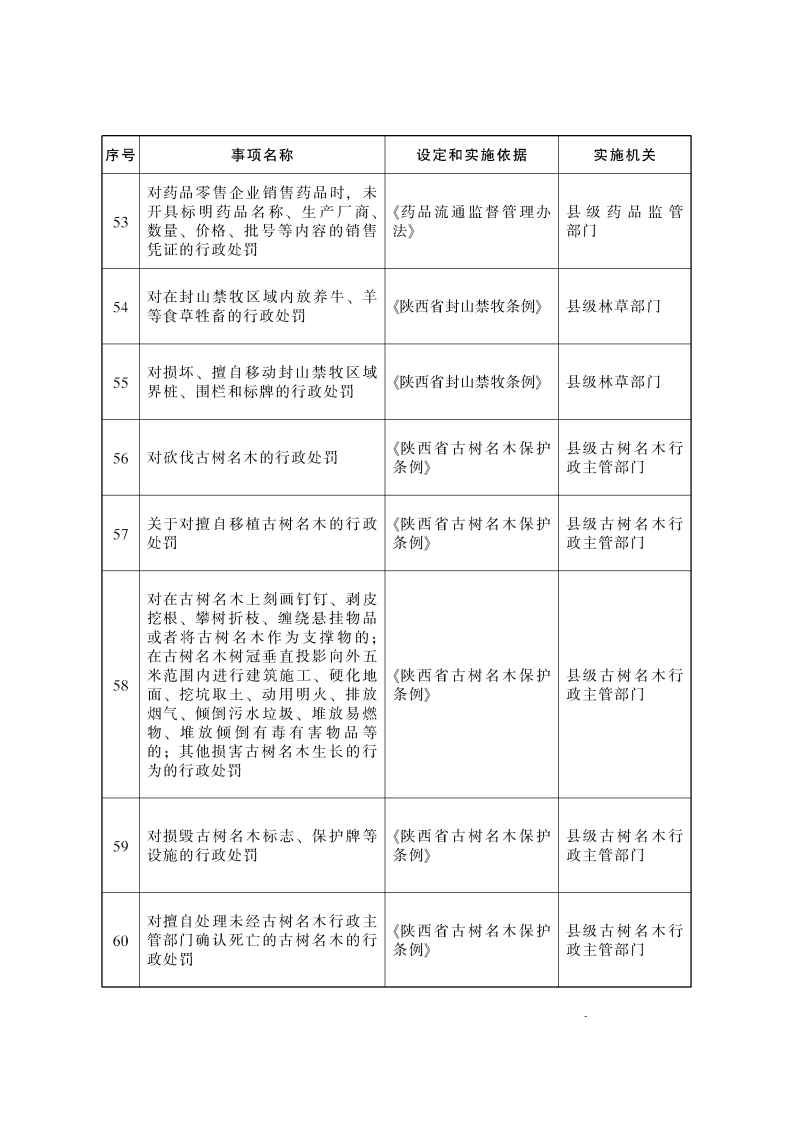 序号 事项名称 设定和实施依据 实施机关
53
对药品零售企业销售药品时，未
开具标明药品名称、生产厂商、
数量、价格、批号等内容的销售
凭证的行政处罚
《药品流通监督管理办
法》
县级药品监管
部门
54
对在封山禁牧区域内放养牛、羊
等食草牲畜的行政处罚
《陕西省封山禁牧条例》
县级林草部门
55
对损坏、擅自移动封山禁牧区域
界桩、围栏和标牌的行政处罚
《陕西省封山禁牧条例》
县级林草部门
56
对砍伐古树名木的行政处罚
《陕西省古树名木保护
条例》
县级古树名木行
政主管部门
57
关于对擅自移植古树名木的行政
处罚
《陕西省古树名木保护
条例》
县级古树名木行
政主管部门
58
对在古树名木上刻画钉钉、剥皮
挖根、攀树折枝、缠绕悬挂物品
或者将古树名木作为支撑物的；
在古树名木树冠垂直投影向外五
米范围内进行建筑施工、硬化地
面、挖坑取土、动用明火、排放
烟气、倾倒污水垃圾、堆放易燃
物、堆放倾倒有毒有害物品等
的；其他损害古树名木生长的行
为的行政处罚
《陕西省古树名木保护
条例》
县级古树名木行
政主管部门
59
对损毁古树名木标志、保护牌等
设施的行政处罚
《陕西省古树名木保护
条例》
县级古树名木行
政主管部门
60
对擅自处理未经古树名木行政主
管部门确认死亡的古树名木的行
政处罚
《陕西省古树名木保护
条例》
县级古树名木行
政主管部门